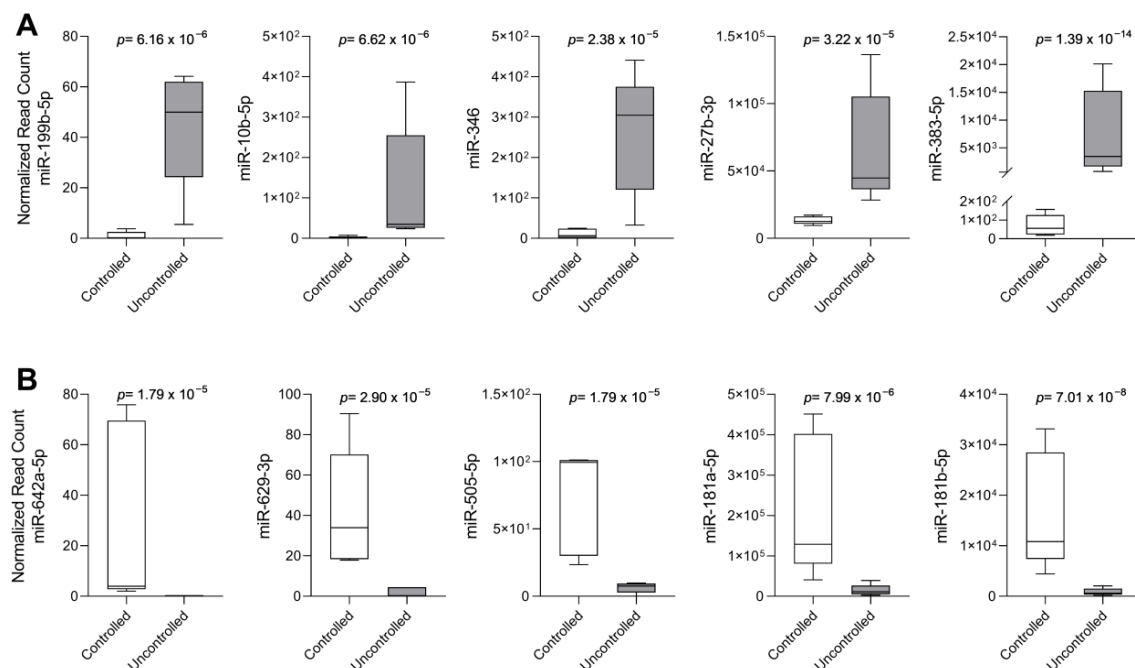 A
Normalized Read Count
miR-199b-5p
p= 6.16 x 10⁻⁶
80
60
40
20
0
Controlled
Uncontrolled
miR-10b-5p
p= 6.62 x 10⁻⁶
5×10²
4×10²
3×10²
2×10²
1×10²
0
Controlled
Uncontrolled
miR-346
p= 2.38 x 10⁻⁵
5×10²
4×10²
3×10²
2×10²
1×10²
0
Controlled
Uncontrolled
miR-27b-3p
p= 3.22 x 10⁻⁵
1.5×10⁵
1×10⁵
5×10⁴
0
Controlled
Uncontrolled
miR-383-5p
p= 1.39 x 10⁻¹⁴
2.5×10⁴
2×10⁴
1.5×10⁴
1×10⁴
5×10³
2×10²
1×10²
0
Controlled
Uncontrolled
B
Normalized Read Count
miR-642a-5p
p= 1.79 x 10⁻⁵
80
60
40
20
0
Controlled
Uncontrolled
miR-629-3p
p= 2.90 x 10⁻⁵
100
80
60
40
20
0
Controlled
Uncontrolled
miR-505-5p
p= 1.79 x 10⁻⁵
1.5×10²
1×10²
5×10¹
0
Controlled
Uncontrolled
miR-181a-5p
p= 7.99 x 10⁻⁶
5×10⁵
4×10⁵
3×10⁵
2×10⁵
1×10⁵
0
Controlled
Uncontrolled
miR-181b-5p
p= 7.01 x 10⁻⁸
4×10⁴
3×10⁴
2×10⁴
1×10⁴
0
Controlled
Uncontrolled